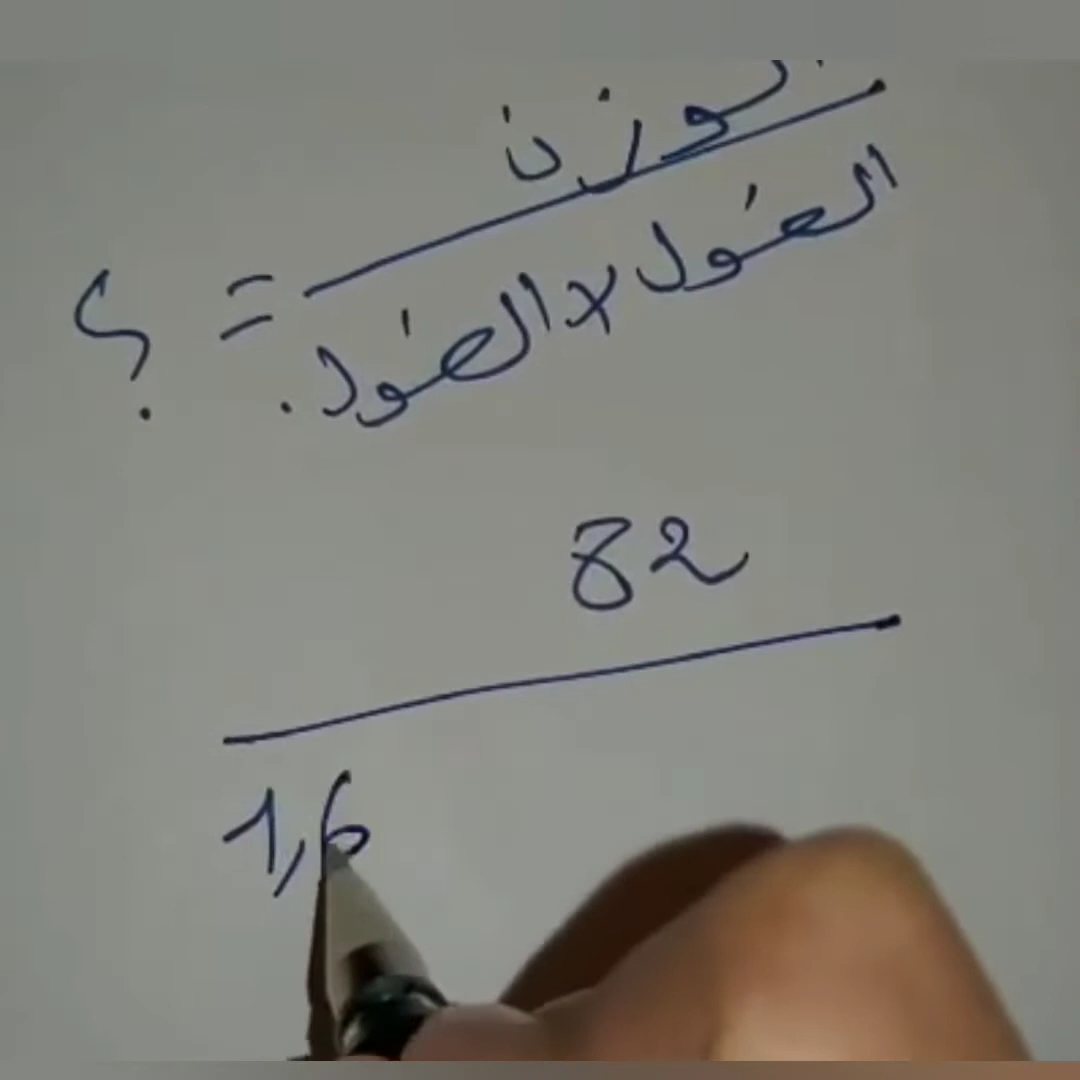 الوزن
الطول x الطول . = ؟
82
1,6